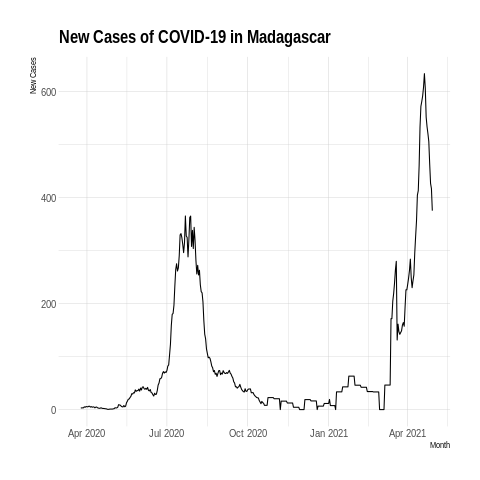 New Cases of COVID-19 in Madagascar
New Cases
600
400
200
0
Apr 2020 Jul 2020 Oct 2020 Jan 2021 Apr 2021
Month